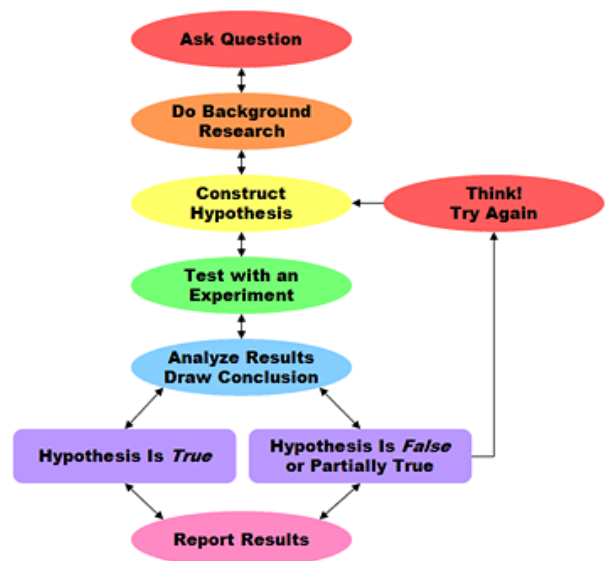 Ask Question
Do Background
Research
Construct
Hypothesis
Think!
Try Again
Test with an
Experiment
Analyze Results
Draw Conclusion
Hypothesis Is True
Hypothesis Is False
or Partially True
Report Results